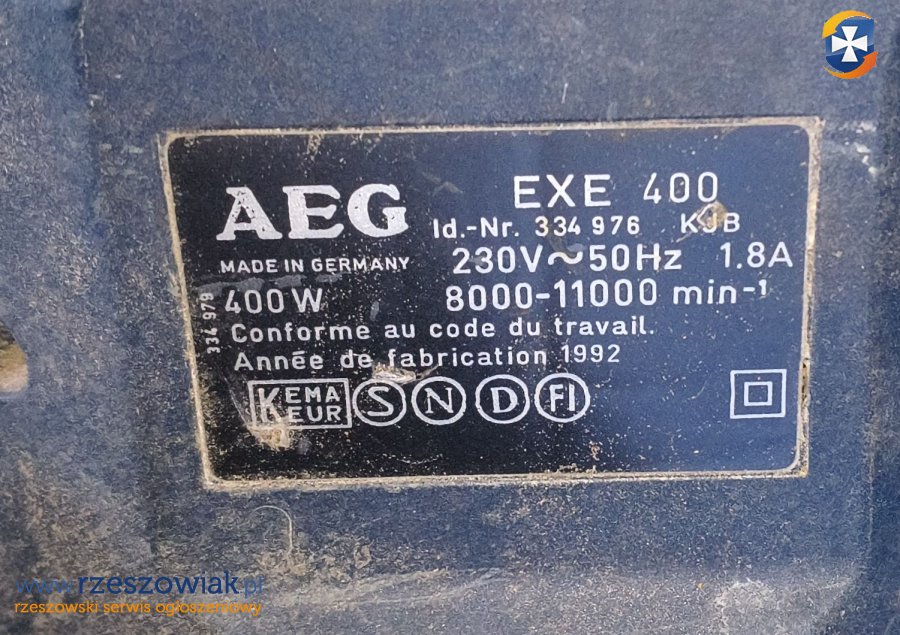 AEG
EXE 400
Id.-Nr. 334 976 KJB
MADE IN GERMANY
230V~50Hz 1.8A
400 W
8000-11000 min-¹
334 979
Conforme au code du travail.
Année de fabrication 1992
KEMA KEUR
S N D FI
www.rzeszowiak.pl
rzeszowski serwis ogłoszeniowy